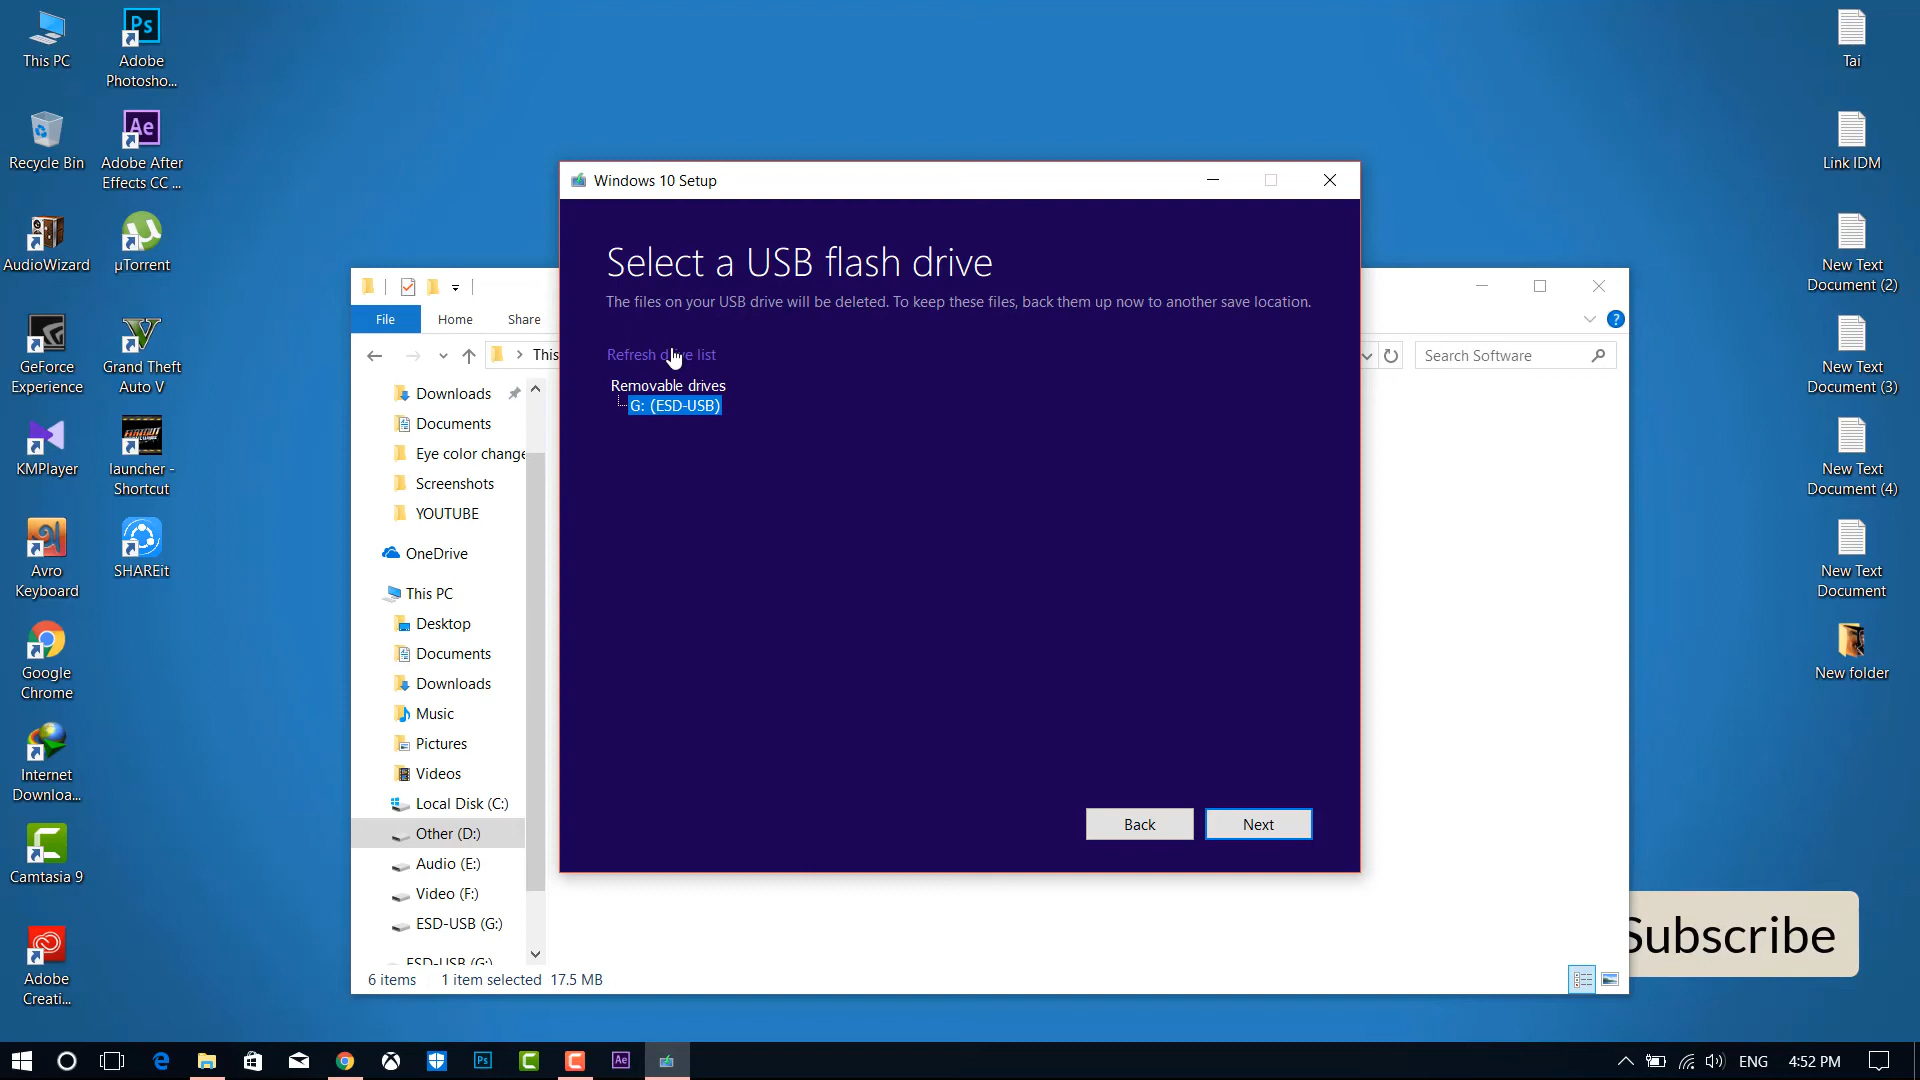 This PC
Adobe
Photosho...
Recycle Bin
Adobe After
Effects CC ...
AudioWizard
µTorrent
GeForce
Experience
Grand Theft
Auto V
KMPlayer
launcher -
Shortcut
Avro
Keyboard
SHAREit
Google
Chrome
Internet
Downloa...
Camtasia 9
Adobe
Creati...
Tai
Link IDM
New Text
Document (2)
New Text
Document (3)
New Text
Document (4)
New Text
Document
New folder
File
Home
Share
This
Search Software
Downloads
Documents
Eye color change
Screenshots
YOUTUBE
OneDrive
This PC
Desktop
Documents
Downloads
Music
Pictures
Videos
Local Disk (C:)
Other (D:)
Audio (E:)
Video (F:)
ESD-USB (G:)
ESD-USB (G:)
6 items
1 item selected 17.5 MB
Windows 10 Setup
Select a USB flash drive
The files on your USB drive will be deleted. To keep these files, back them up now to another save location.
Refresh drive list
Removable drives
G: (ESD-USB)
Back
Next
Subscribe
ENG
4:52 PM